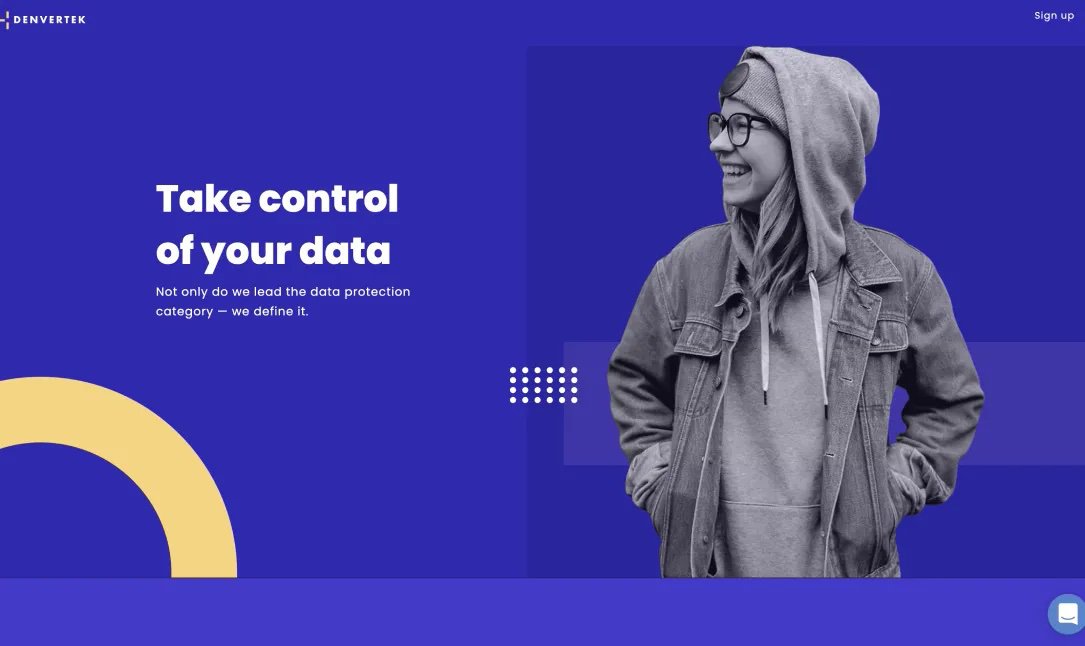 DENVERTEK
Sign up
Take control
of your data
Not only do we lead the data protection
category — we define it.